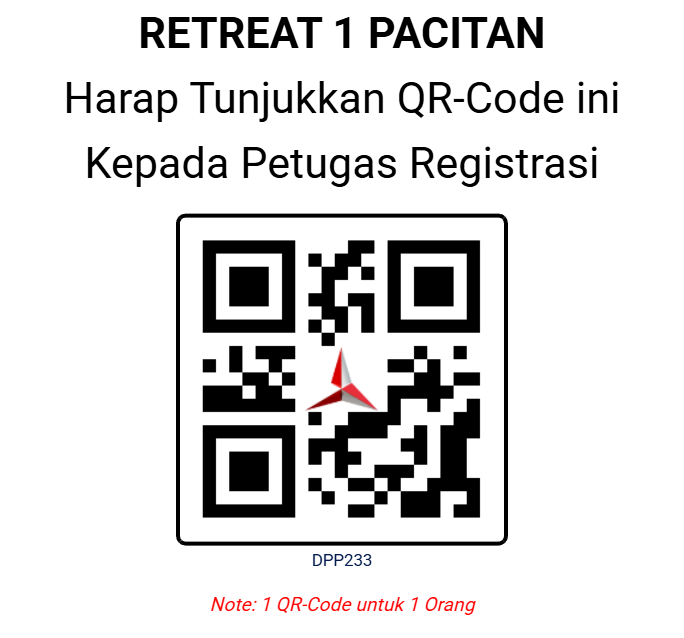 RETREAT 1 PACITAN
Harap Tunjukkan QR-Code ini
Kepada Petugas Registrasi
DPP233
Note: 1 QR-Code untuk 1 Orang